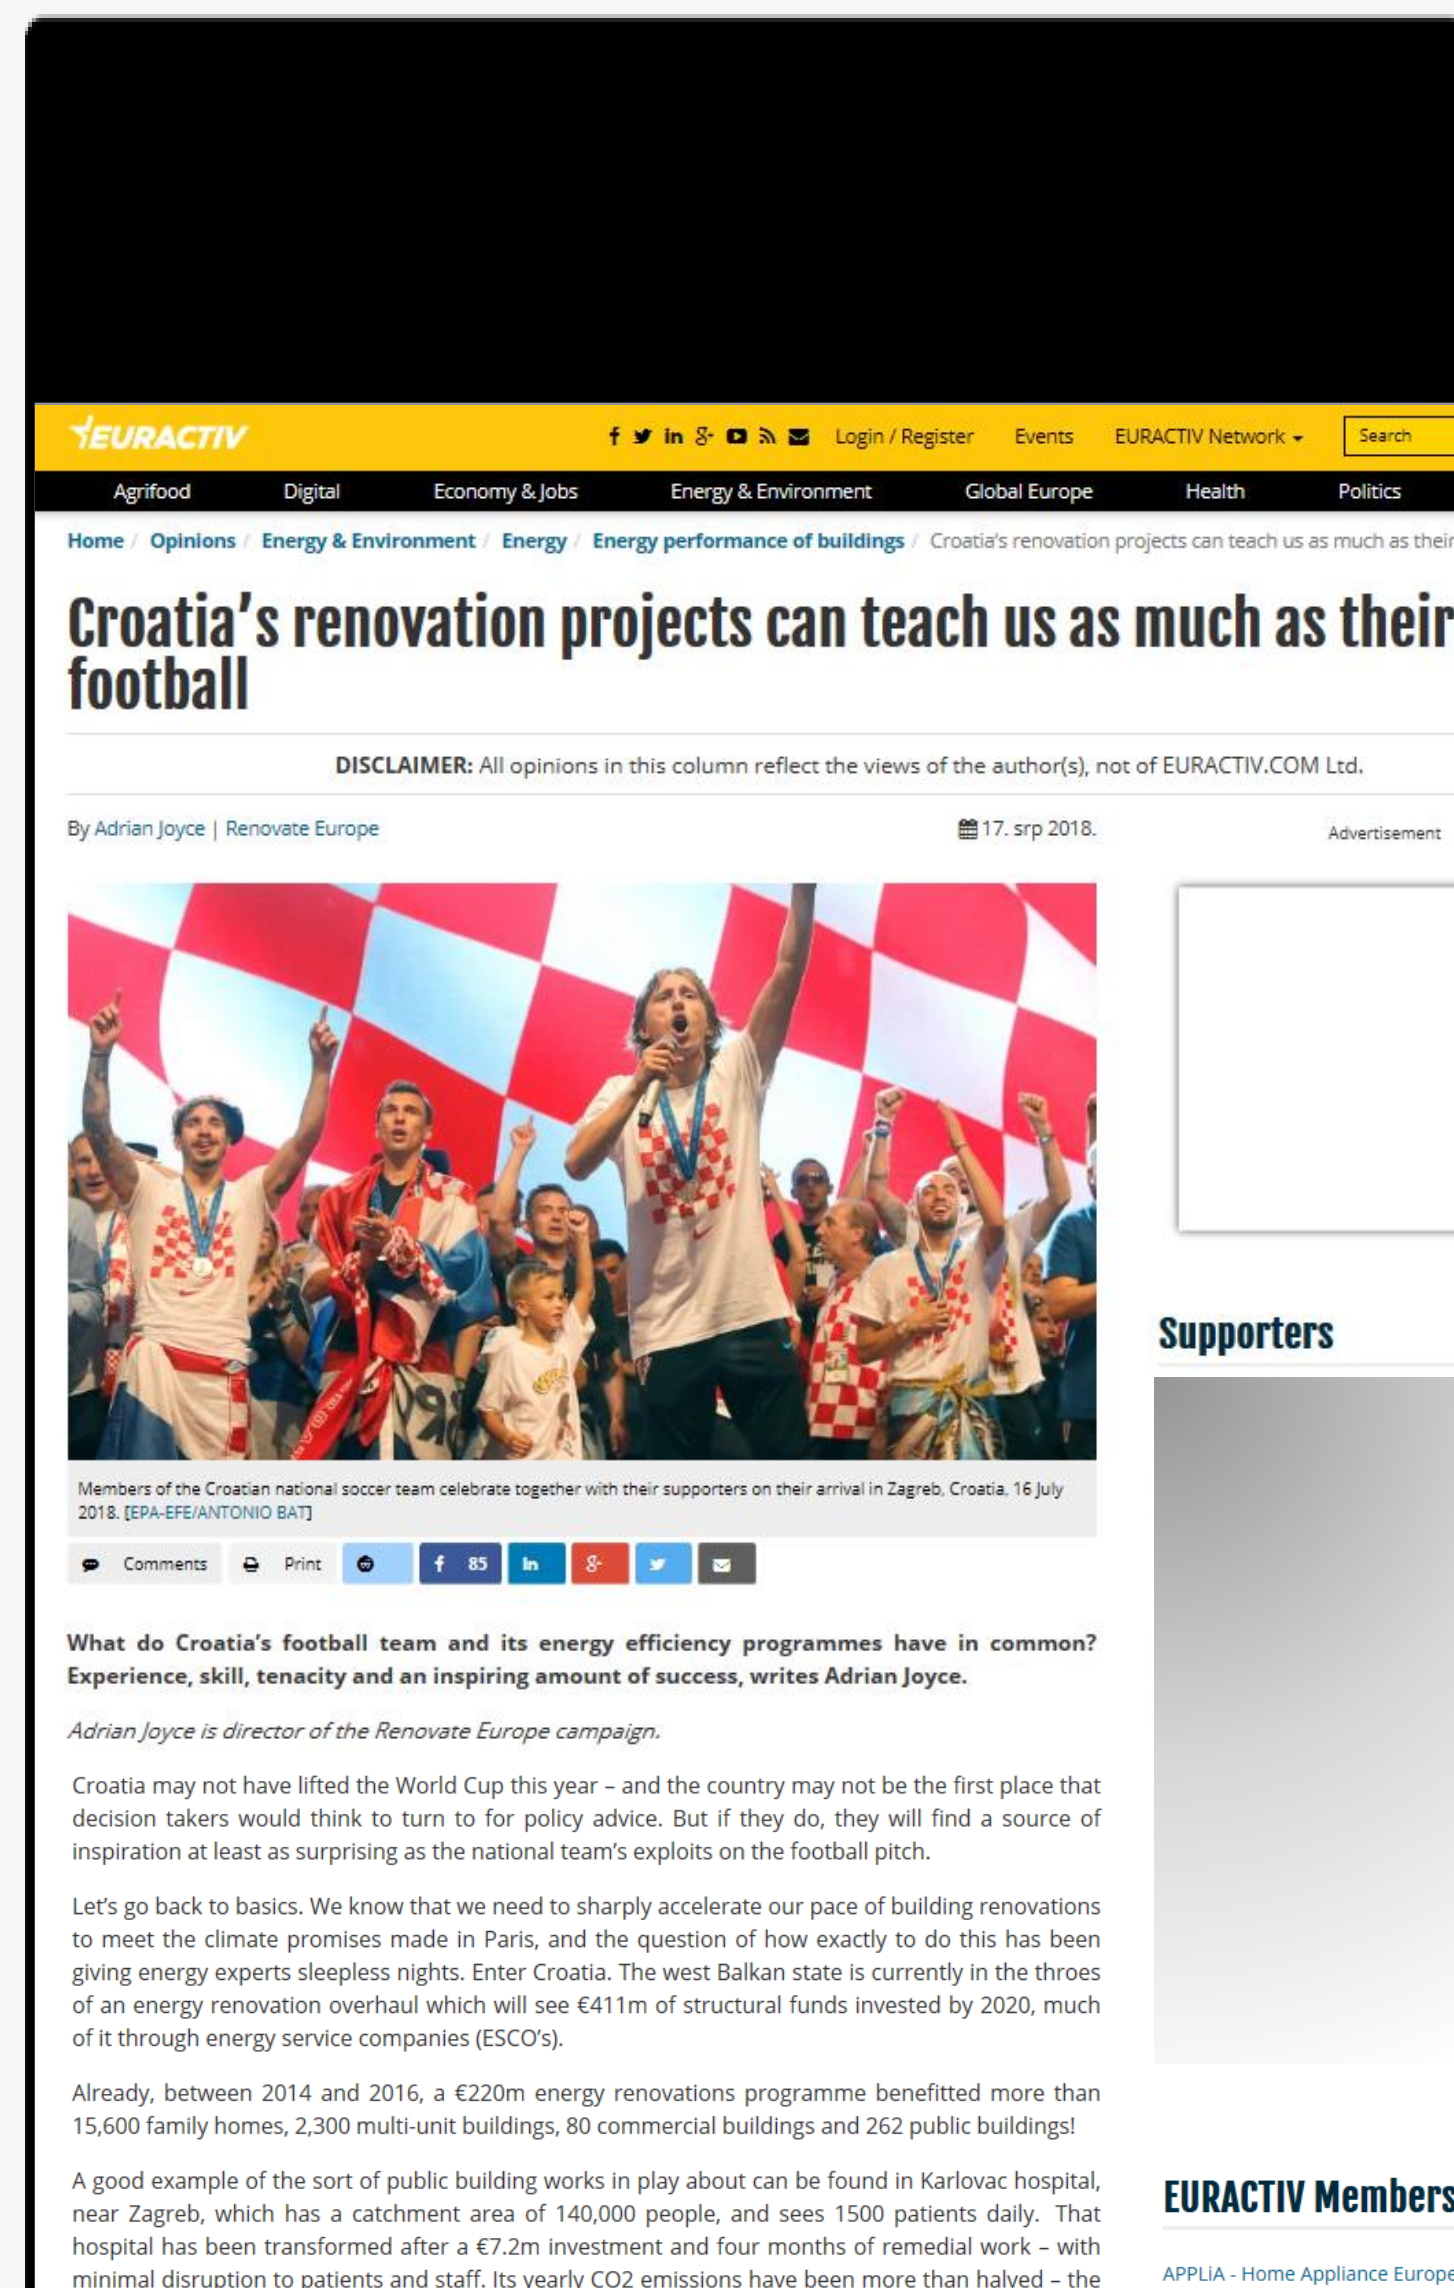 EURACTIV
Login / Register Events EURACTIV Network Search
Agrifood Digital Economy & Jobs Energy & Environment Global Europe Health Politics
Home / Opinions / Energy & Environment / Energy / Energy performance of buildings / Croatia's renovation projects can teach us as much as their
Croatia's renovation projects can teach us as much as their
football
DISCLAIMER: All opinions in this column reflect the views of the author(s), not of EURACTIV.COM Ltd.
By Adrian Joyce | Renovate Europe
17. srp 2018.
Advertisement
Members of the Croatian national soccer team celebrate together with their supporters on their arrival in Zagreb, Croatia, 16 July
2018. [EPA-EFE/ANTONIO BAT]
Comments Print 85
What do Croatia's football team and its energy efficiency programmes have in common?
Experience, skill, tenacity and an inspiring amount of success, writes Adrian Joyce.
Adrian Joyce is director of the Renovate Europe campaign.
Croatia may not have lifted the World Cup this year – and the country may not be the first place that
decision takers would think to turn to for policy advice. But if they do, they will find a source of
inspiration at least as surprising as the national team's exploits on the football pitch.
Let's go back to basics. We know that we need to sharply accelerate our pace of building renovations
to meet the climate promises made in Paris, and the question of how exactly to do this has been
giving energy experts sleepless nights. Enter Croatia. The west Balkan state is currently in the throes
of an energy renovation overhaul which will see €411m of structural funds invested by 2020, much
of it through energy service companies (ESCO's).
Already, between 2014 and 2016, a €220m energy renovations programme benefitted more than
15,600 family homes, 2,300 multi-unit buildings, 80 commercial buildings and 262 public buildings!
A good example of the sort of public building works in play about can be found in Karlovac hospital,
near Zagreb, which has a catchment area of 140,000 people, and sees 1500 patients daily. That
hospital has been transformed after a €7.2m investment and four months of remedial work – with
minimal disruption to patients and staff. Its yearly CO2 emissions have been more than halved – the
Supporters
EURACTIV Members
APPLiA - Home Appliance Europe